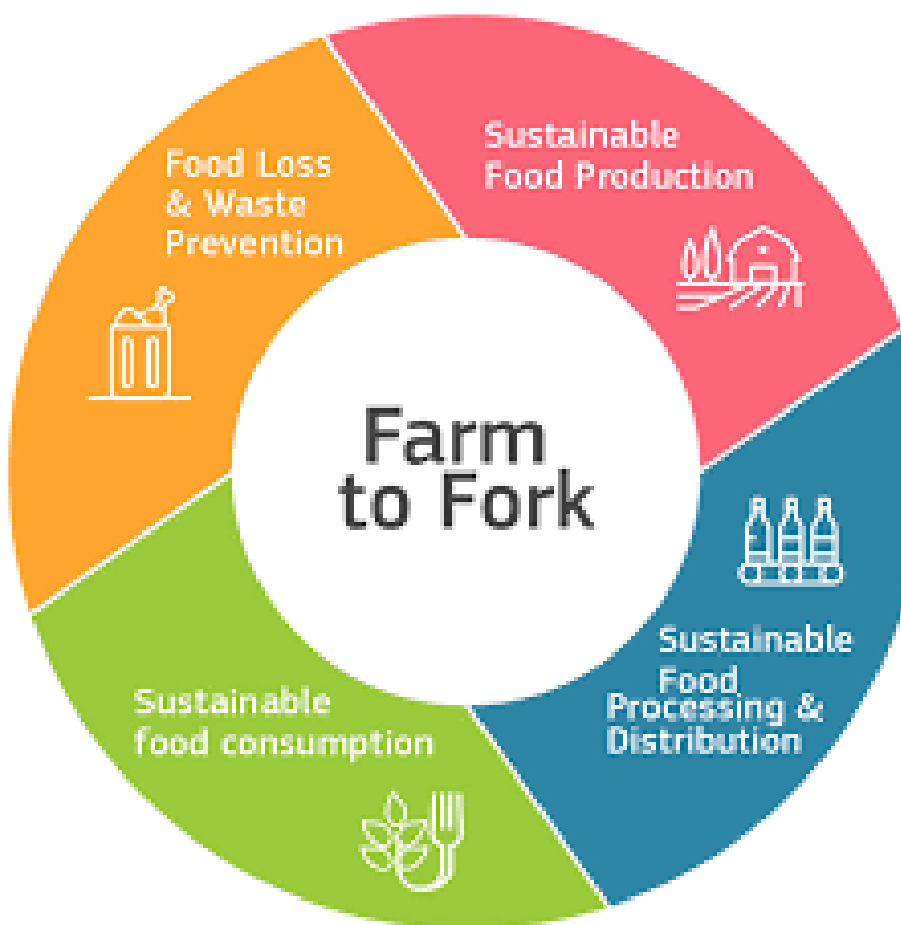 Sustainable
Food Production
Sustainable
Food
Processing &
Distribution
Sustainable
food consumption
Food Loss
& Waste
Prevention
Farm
to Fork